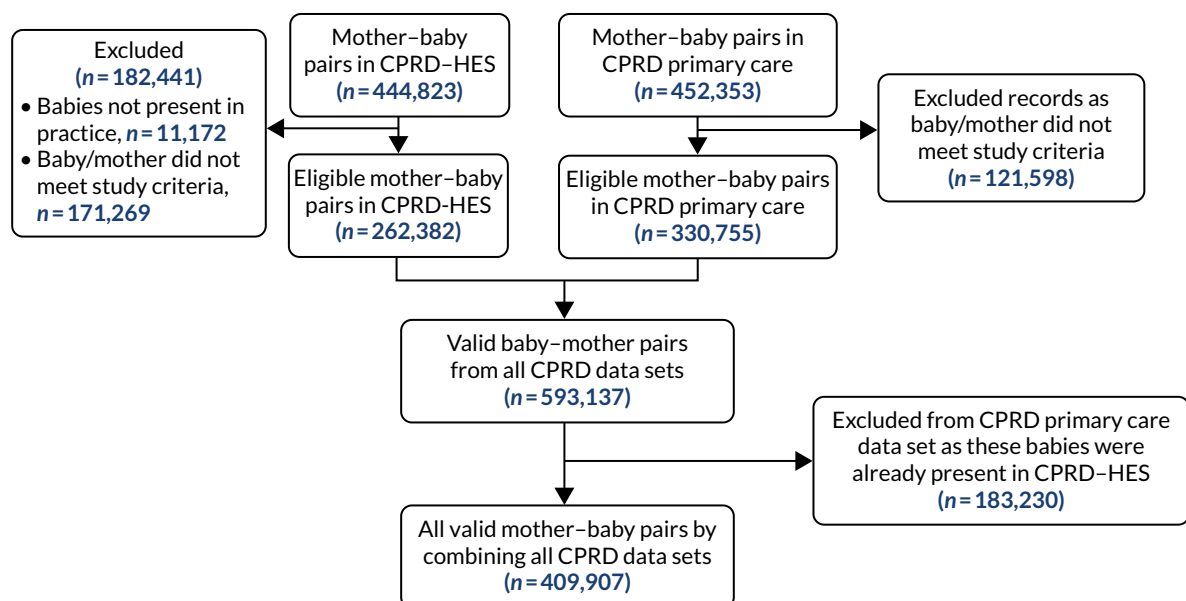 Excluded
(n = 182,441)
• Babies not present in
practice, n = 11,172
• Baby/mother did not
meet study criteria,
n = 171,269
Mother–baby
pairs in CPRD–HES
(n = 444,823)
Mother–baby pairs in
CPRD primary care
(n = 452,353)
Excluded records as
baby/mother did not
meet study criteria
(n = 121,598)
Eligible mother–baby
pairs in CPRD-HES
(n = 262,382)
Eligible mother–baby pairs
in CPRD primary care
(n = 330,755)
Valid baby–mother pairs
from all CPRD data sets
(n = 593,137)
Excluded from CPRD primary care
data set as these babies were
already present in CPRD–HES
(n = 183,230)
All valid mother–baby pairs by
combining all CPRD data sets
(n = 409,907)